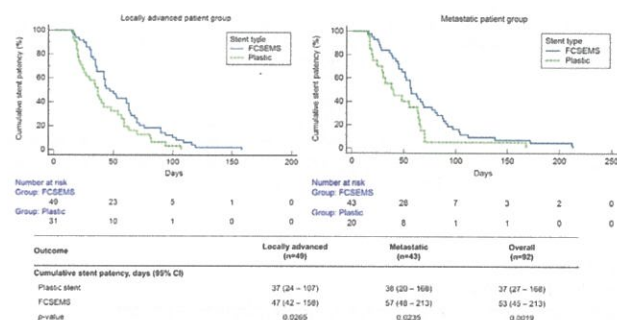 Locally advanced patient group
Metastatic patient group
Cumulative stent patency (%)
100
80
60
40
20
0
0 50 100 150 200
Days
Stent type
FCSEMS
Plastic
Cumulative stent patency (%)
100
80
60
40
20
0
0 50 100 150 200 250
Days
Stent type
FCSEMS
Plastic
Number at risk
Group: FCSEMS
49 23 5 1 0
Group: Plastic
31 10 1 0 0
Number at risk
Group: FCSEMS
43 28 7 3 2 0
Group: Plastic
20 8 1 1 0 0
Outcome Locally advanced (n=49) Metastatic (n=43) Overall (n=92)
Cumulative stent patency, days (95% CI)
Plastic stent 37 (24 – 107) 38 (20 – 168) 37 (27 – 168)
FCSEMS 47 (42 – 158) 57 (48 – 213) 53 (45 – 213)
p-value 0.0265 0.0235 0.0019